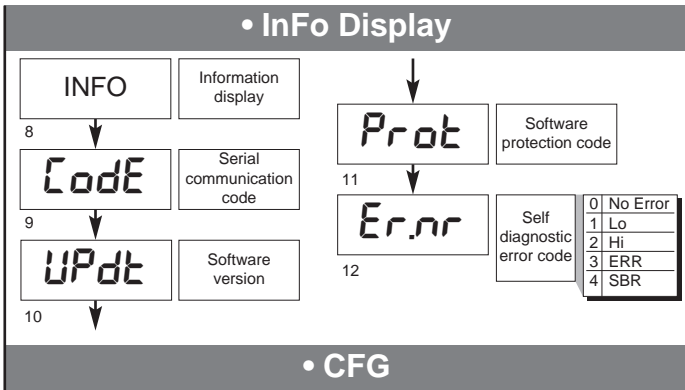 • InFo Display
INFO
Information
display
8
CodE
Serial
communication
code
9
UPdt
Software
version
10
Prot
Software
protection code
11
Er.nr
Self
diagnostic
error code
0 No Error
1 Lo
2 Hi
3 ERR
4 SBR
12
• CFG